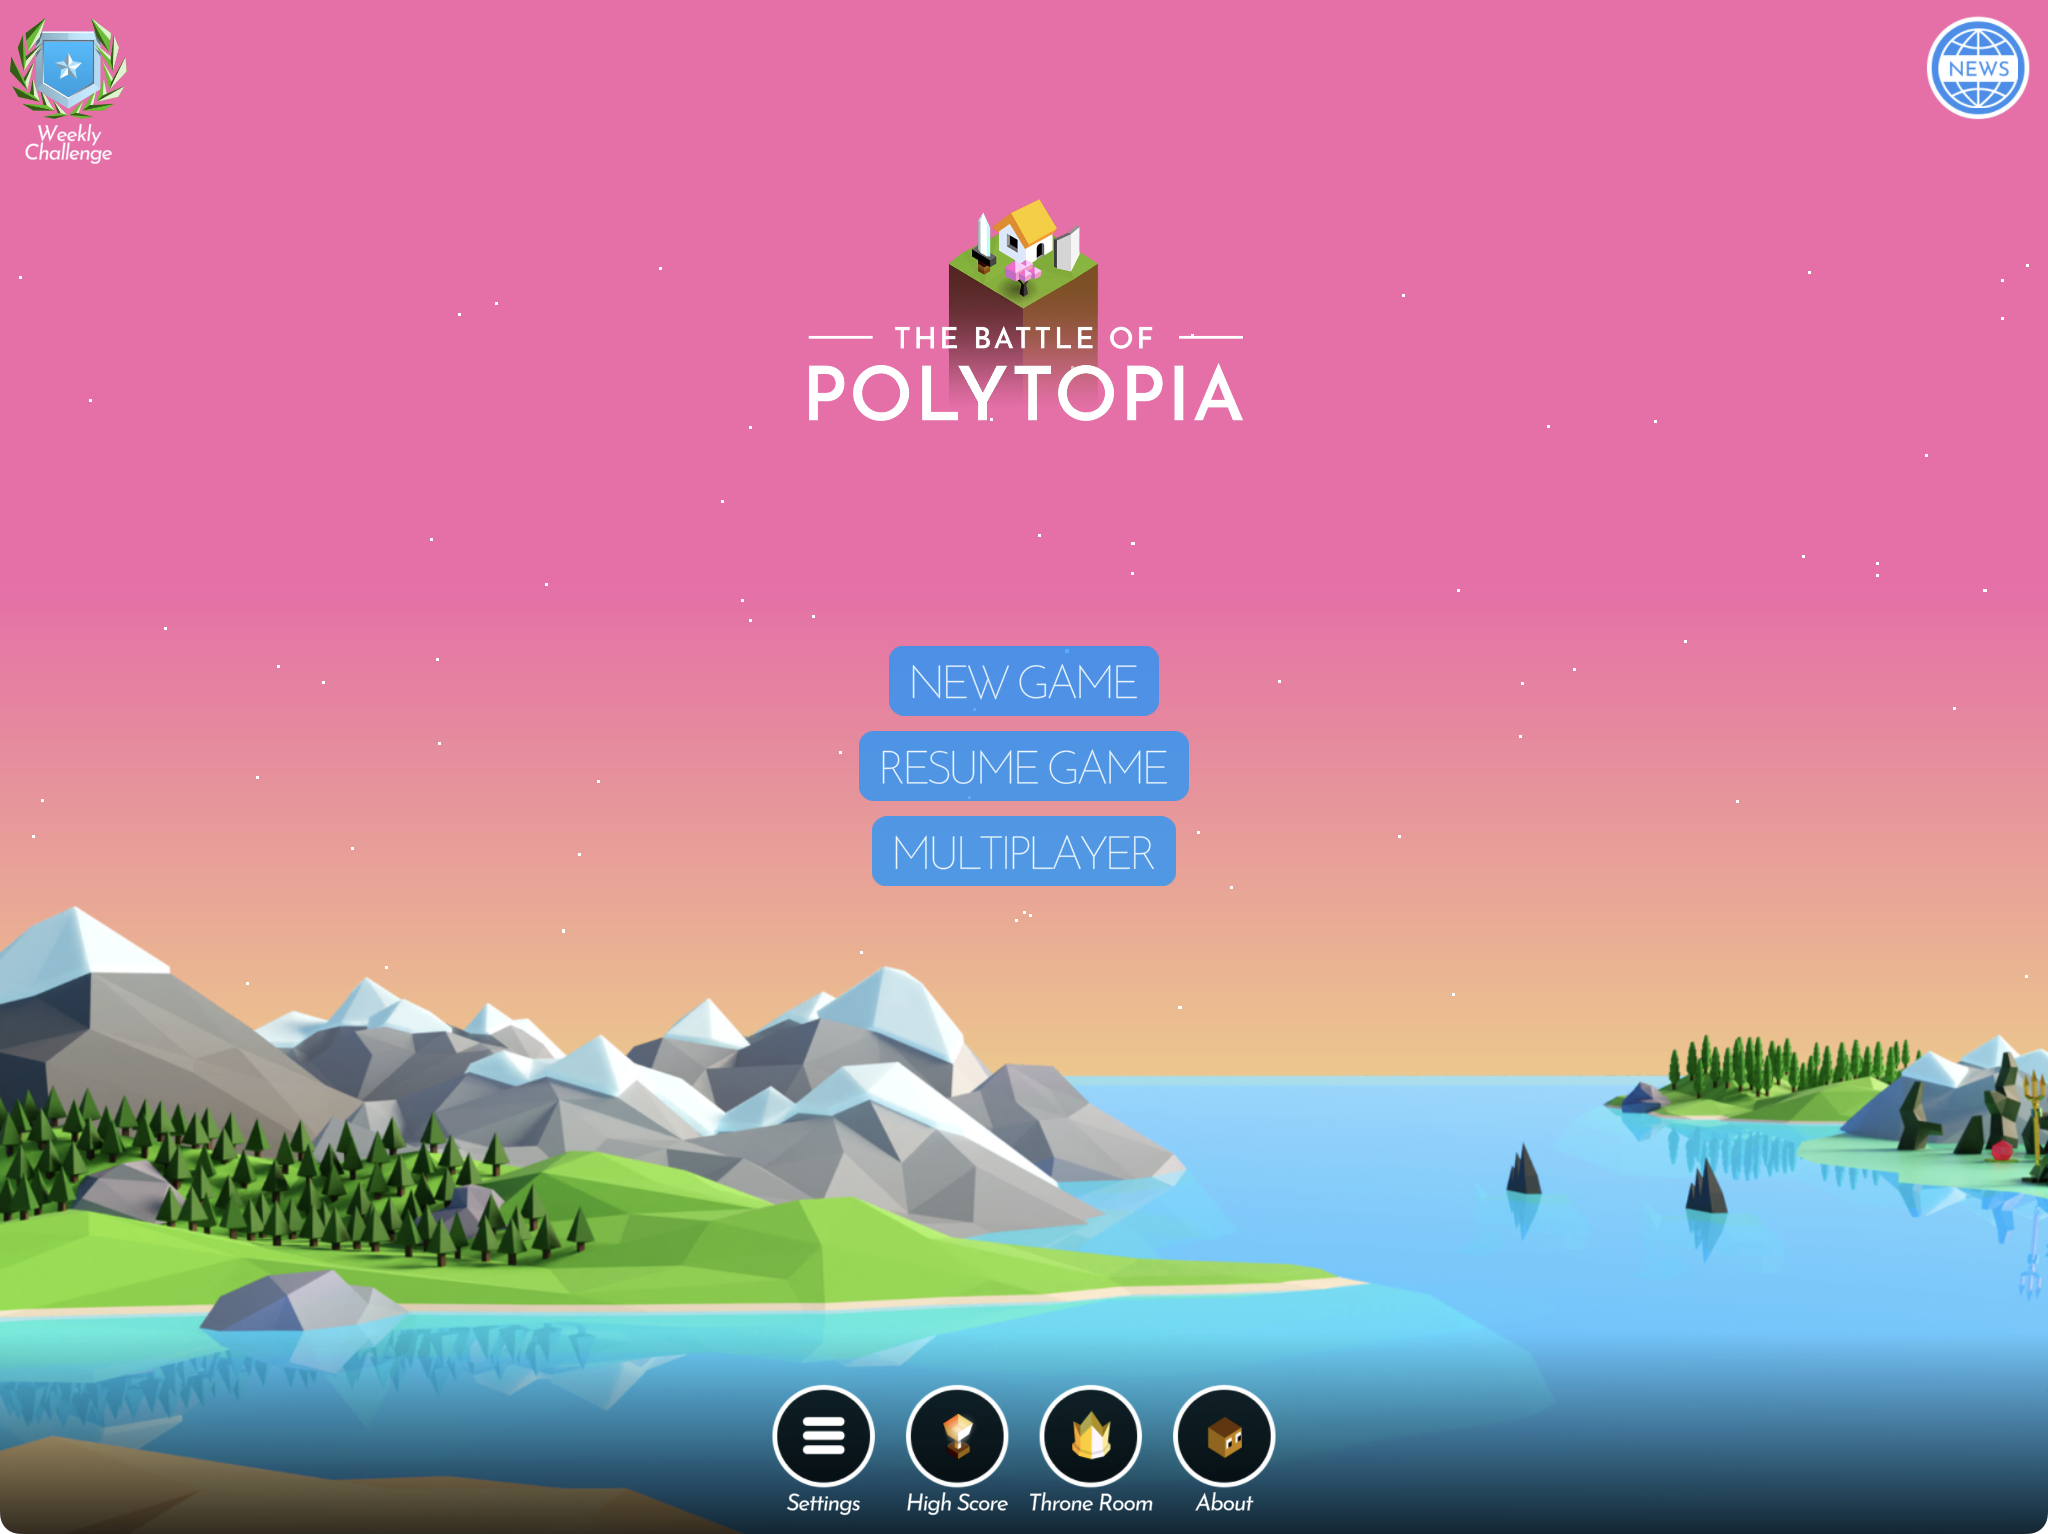 Weekly
Challenge
NEWS
THE BATTLE OF
POLYTOPIA
NEW GAME
RESUME GAME
MULTIPLAYER
Settings
High Score
Throne Room
About